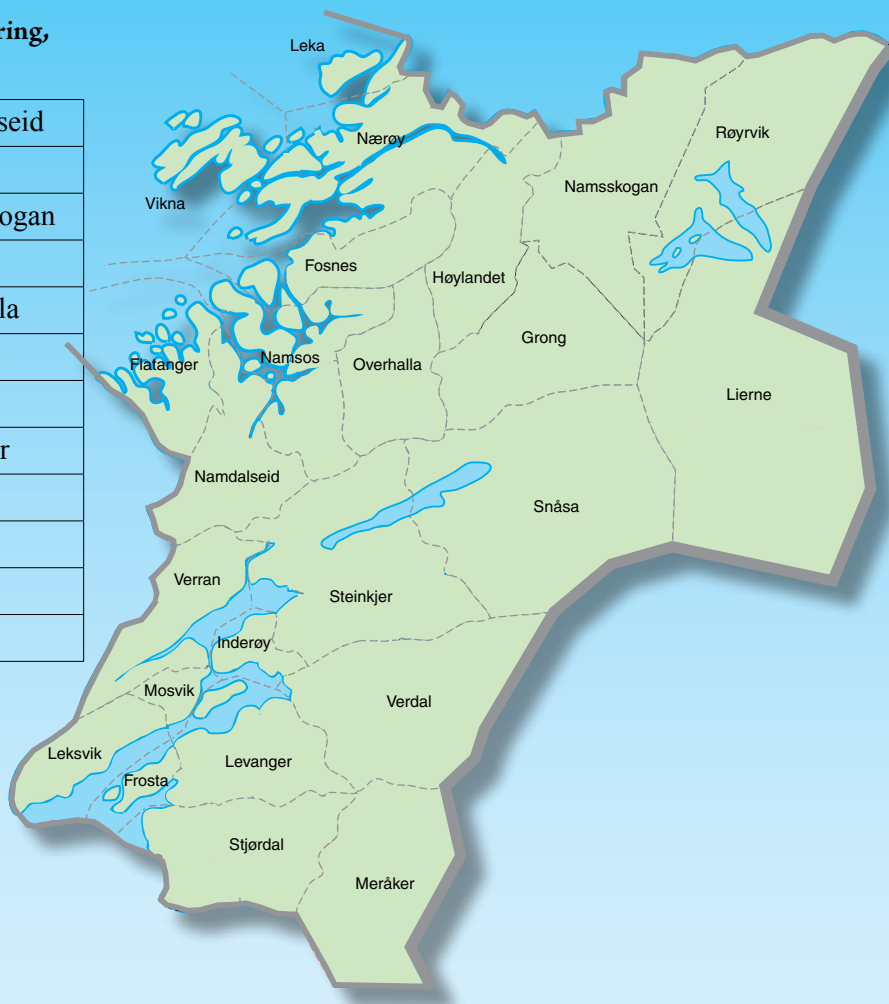 ring,
seid
ogan
la
r
Leka
Nærøy
Vikna
Røyrvik
Namsskogan
Fosnes
Høylandet
Grong
Flatanger
Namsos
Overhalla
Lierne
Namdalseid
Snåsa
Verran
Steinkjer
Inderøy
Mosvik
Verdal
Leksvik
Levanger
Frosta
Stjørdal
Meråker